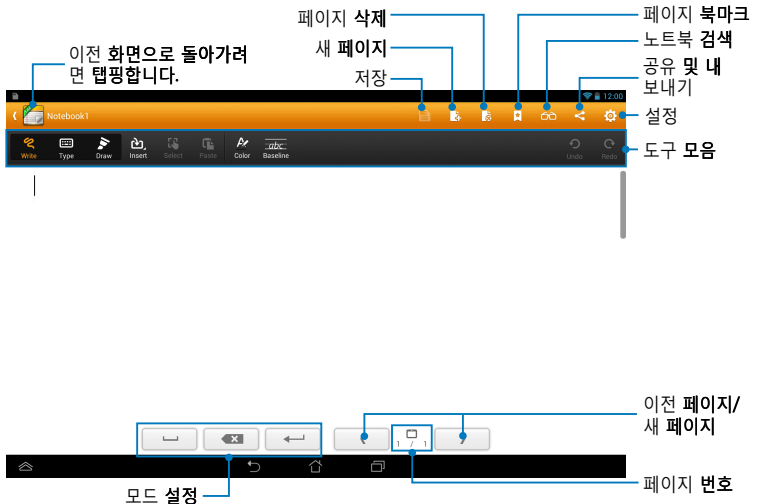 페이지 삭제
새 페이지
저장
이전 화면으로 돌아가려
면 탭핑합니다.
페이지 북마크
노트북 검색
공유 및 내
보내기
설정
도구 모음
12:00
Notebook1
Write Type Draw Insert Select Paste Color abc Baseline Undo Redo
이전 페이지/
새 페이지
1 / 1
페이지 번호
모드 설정